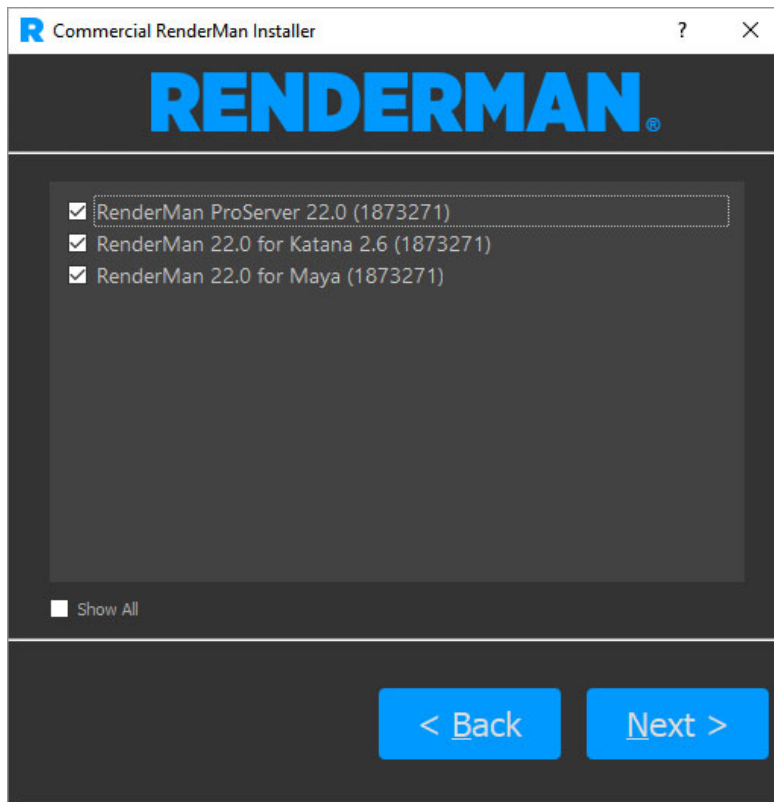 R Commercial RenderMan Installer ? ×
RENDERMAN®
RenderMan ProServer 22.0 (1873271)
RenderMan 22.0 for Katana 2.6 (1873271)
RenderMan 22.0 for Maya (1873271)
Show All
< Back Next >